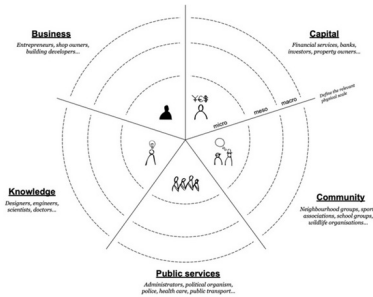 Business
Entrepreneurs, shop owners,
building developers...
Capital
Financial services, banks,
investors, property owners...
¥€$
micro
meso
macro
Define the relevant
physical scale
Knowledge
Designers, engineers,
scientists, doctors...
Community
Neighbourhood groups, sport
associations, school groups,
wildlife organisations...
Public services
Administrators, political organism,
police, health care, public transport...